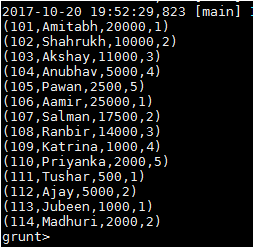 2017-10-20 19:52:29,823 [main]
(101,Amitabh,20000,1)
(102,Shahrukh,10000,2)
(103,Akshay,11000,3)
(104,Anubhav,5000,4)
(105,Pawan,2500,5)
(106,Aamir,25000,1)
(107,Salman,17500,2)
(108,Ranbir,14000,3)
(109,Katrina,1000,4)
(110,Priyanka,2000,5)
(111,Tushar,500,1)
(112,Ajay,5000,2)
(113,Jubeen,1000,1)
(114,Madhuri,2000,2)
grunt>